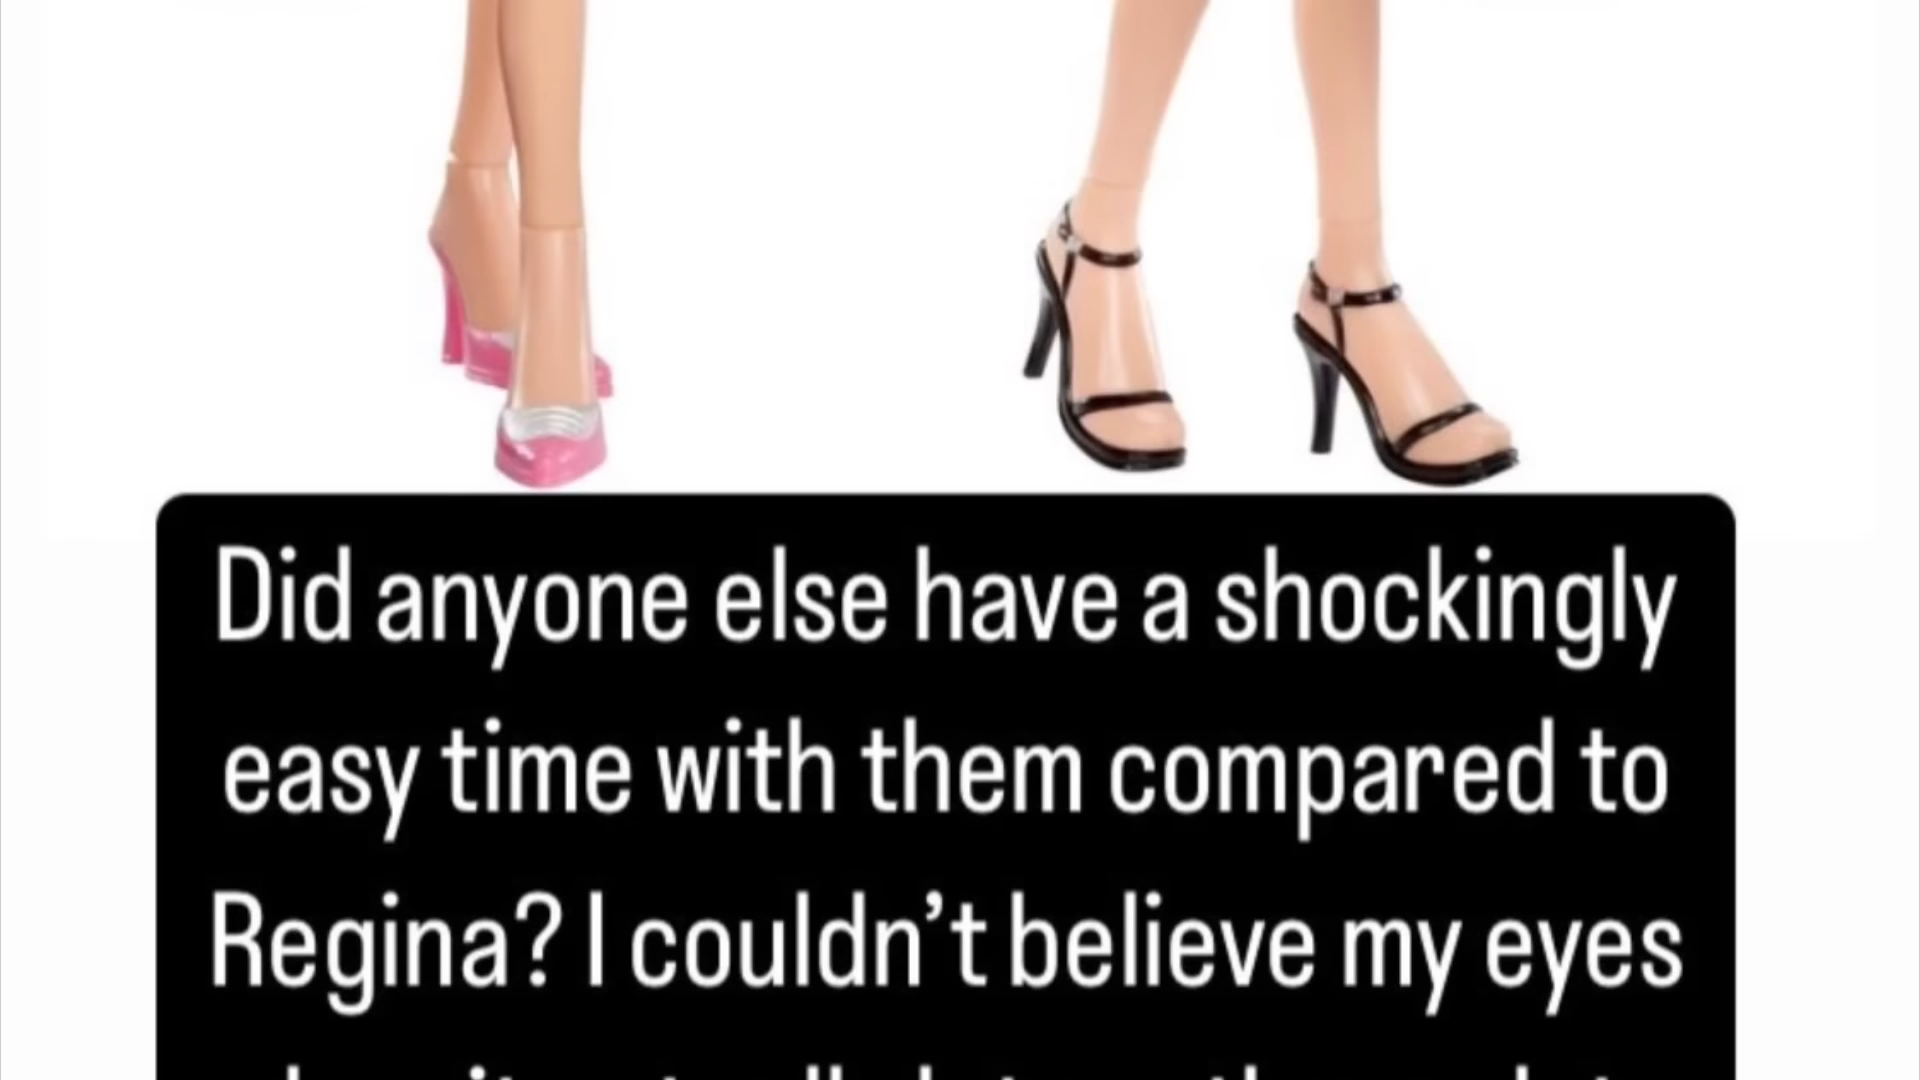 Did anyone else have a shockingly
easy time with them compared to
Regina? I couldn't believe my eyes